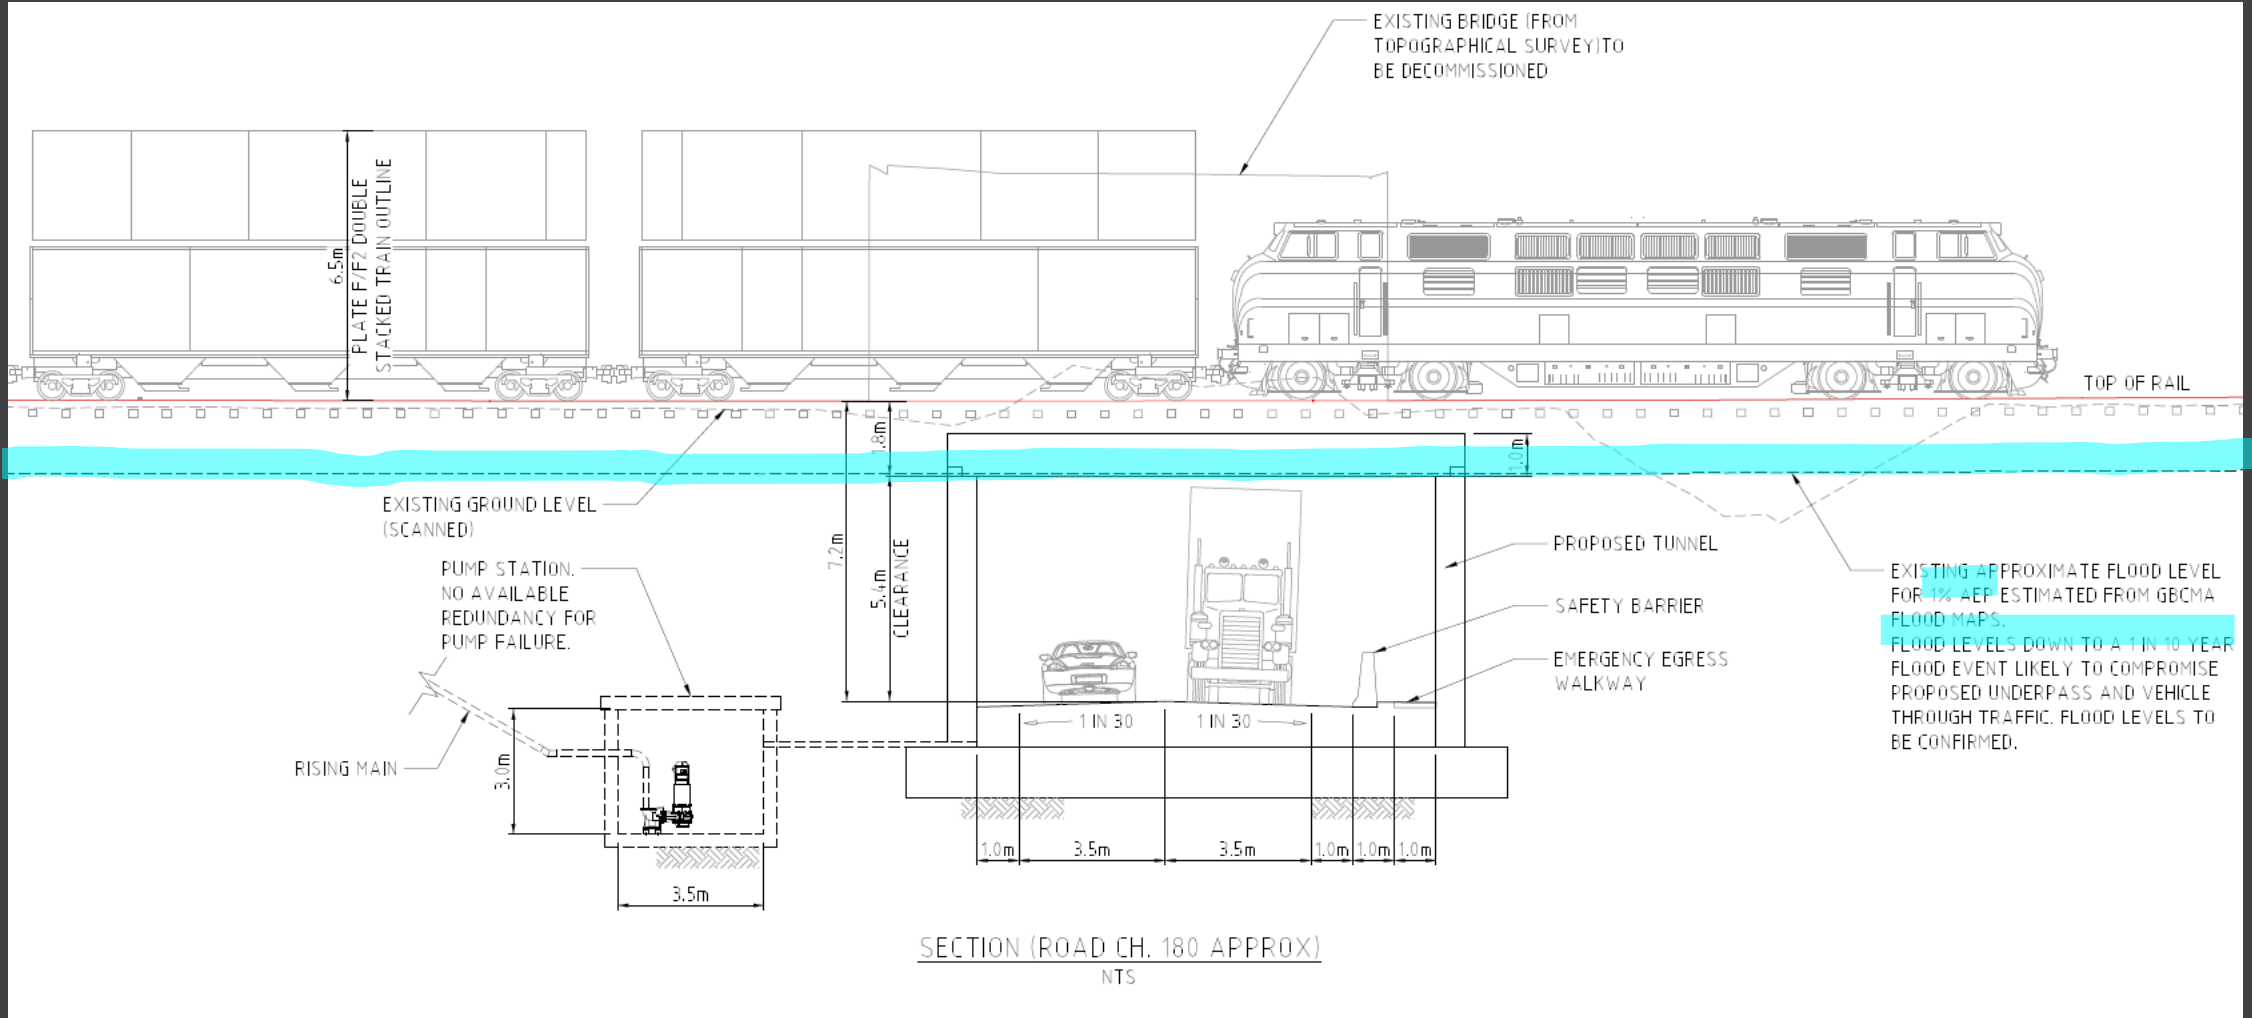 EXISTING BRIDGE (FROM
TOPOGRAPHICAL SURVEY)TO
BE DECOMMISSIONED
6.5m
PLATE F/F2 DOUBLE
STACKED TRAIN OUTLINE
TOP OF RAIL
1.8m
1.0m
EXISTING GROUND LEVEL
(SCANNED)
7.2m
5.4m
CLEARANCE
PUMP STATION.
NO AVAILABLE
REDUNDANCY FOR
PUMP FAILURE.
PROPOSED TUNNEL
SAFETY BARRIER
EMERGENCY EGRESS
WALKWAY
EXISTING APPROXIMATE FLOOD LEVEL
FOR 1% AEP ESTIMATED FROM GBCMA
FLOOD MAPS.
FLOOD LEVELS DOWN TO A 1 IN 10 YEAR
FLOOD EVENT LIKELY TO COMPROMISE
PROPOSED UNDERPASS AND VEHICLE
THROUGH TRAFFIC. FLOOD LEVELS TO
BE CONFIRMED.
1 IN 30
1 IN 30
RISING MAIN
3.0m
3.5m
1.0m
3.5m
3.5m
1.0m
1.0m
1.0m
SECTION (ROAD CH. 180 APPROX)
NTS